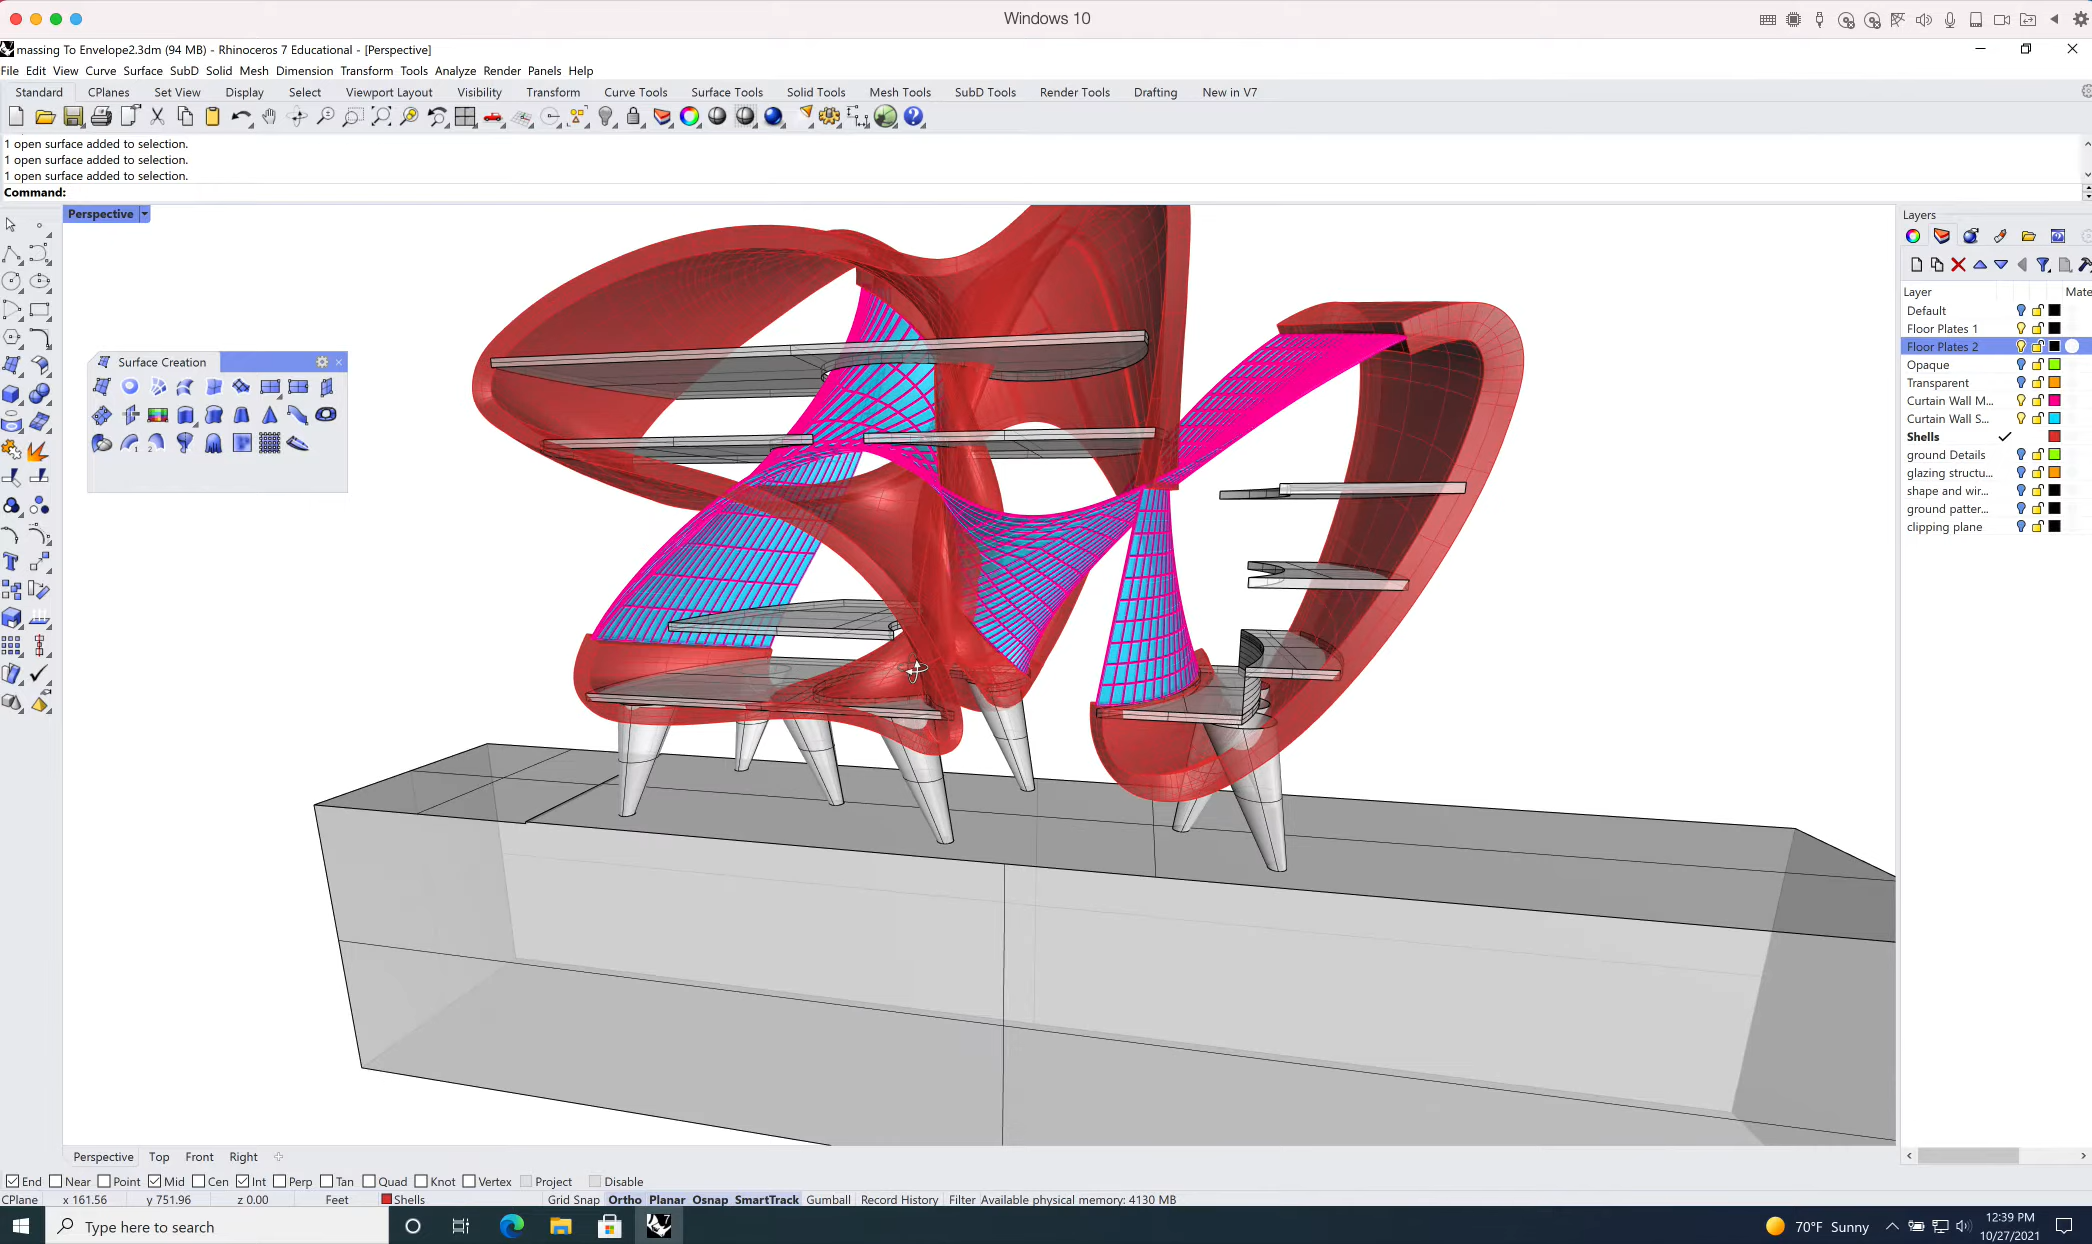 Windows 10
massing To Envelope2.3dm (94 MB) - Rhinoceros 7 Educational - [Perspective]
File Edit View Curve Surface SubD Solid Mesh Dimension Transform Tools Analyze Render Panels Help
Standard CPlanes Set View Display Select Viewport Layout Visibility Transform Curve Tools Surface Tools Solid Tools Mesh Tools SubD Tools Render Tools Drafting New in V7
1 open surface added to selection.
1 open surface added to selection.
1 open surface added to selection.
Command:
Perspective
Surface Creation
Layers
Layer Mate
Default
Floor Plates 1
Floor Plates 2
Opaque
Transparent
Curtain Wall M...
Curtain Wall S...
Shells
ground Details
glazing structu...
shape and wir...
ground patter...
clipping plane
Perspective Top Front Right
End Near Point Mid Cen Int Perp Tan Quad Knot Vertex Project Disable
CPlane x 161.56 y 751.96 z 0.00 Feet Shells Grid Snap Ortho Planar Osnap SmartTrack Gumball Record History Filter Available physical memory: 4130 MB
Type here to search
70°F Sunny
12:39 PM
10/27/2021